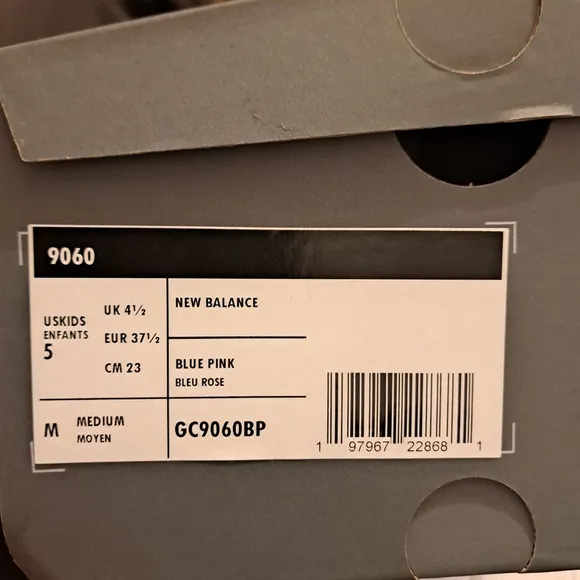 9060
USKIDS
ENFANTS
5
UK 4½
EUR 37½
CM 23
NEW BALANCE
BLUE PINK
BLEU ROSE
M
MEDIUM
MOYEN
GC9060BP
1 97967 22868 1